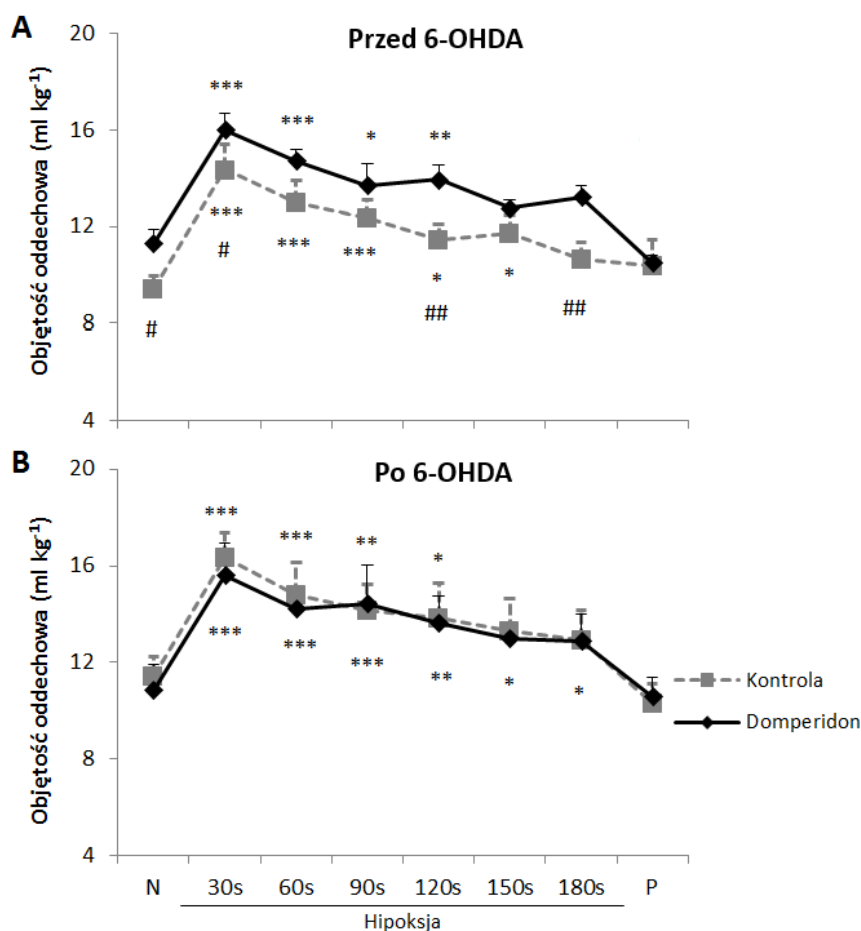 A
Przed 6-OHDA
Objętość oddechowa (ml kg⁻¹)
20
16
12
8
4
*** *** * **
*** *** *** * *
# # ## ##
B
Po 6-OHDA
Objętość oddechowa (ml kg⁻¹)
20
16
12
8
4
*** *** ** *
*** *** *** ** * *
Kontrola
Domperidon
N 30s 60s 90s 120s 150s 180s P
Hipoksja